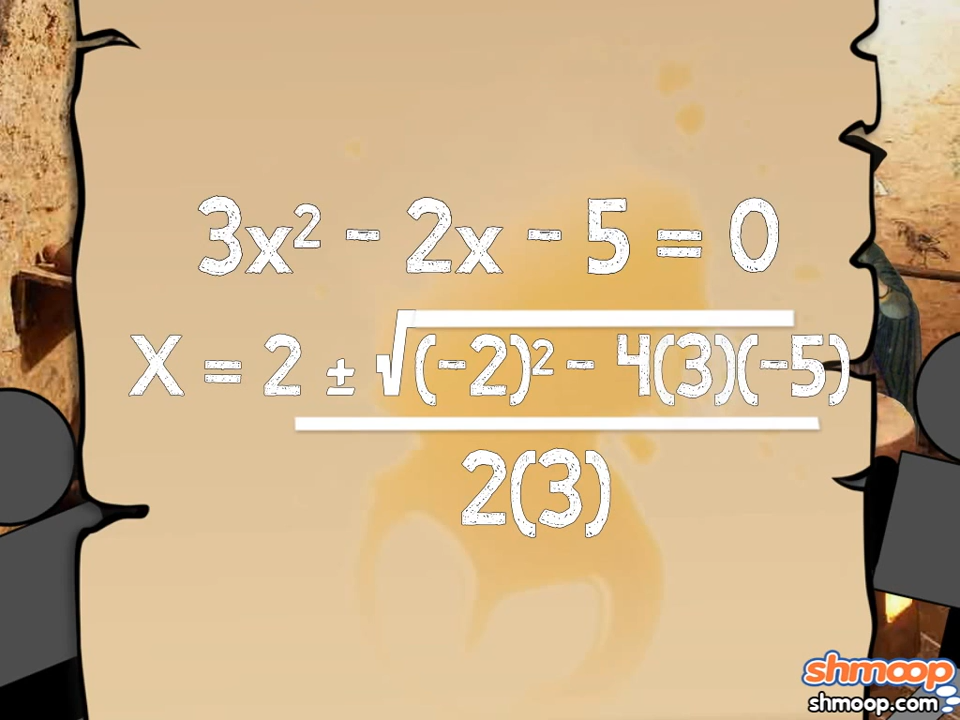 3x² - 2x - 5 = 0
X = 2 ± √(-2)² - 4(3)(-5)
2(3)
shmoop
shmoop.com